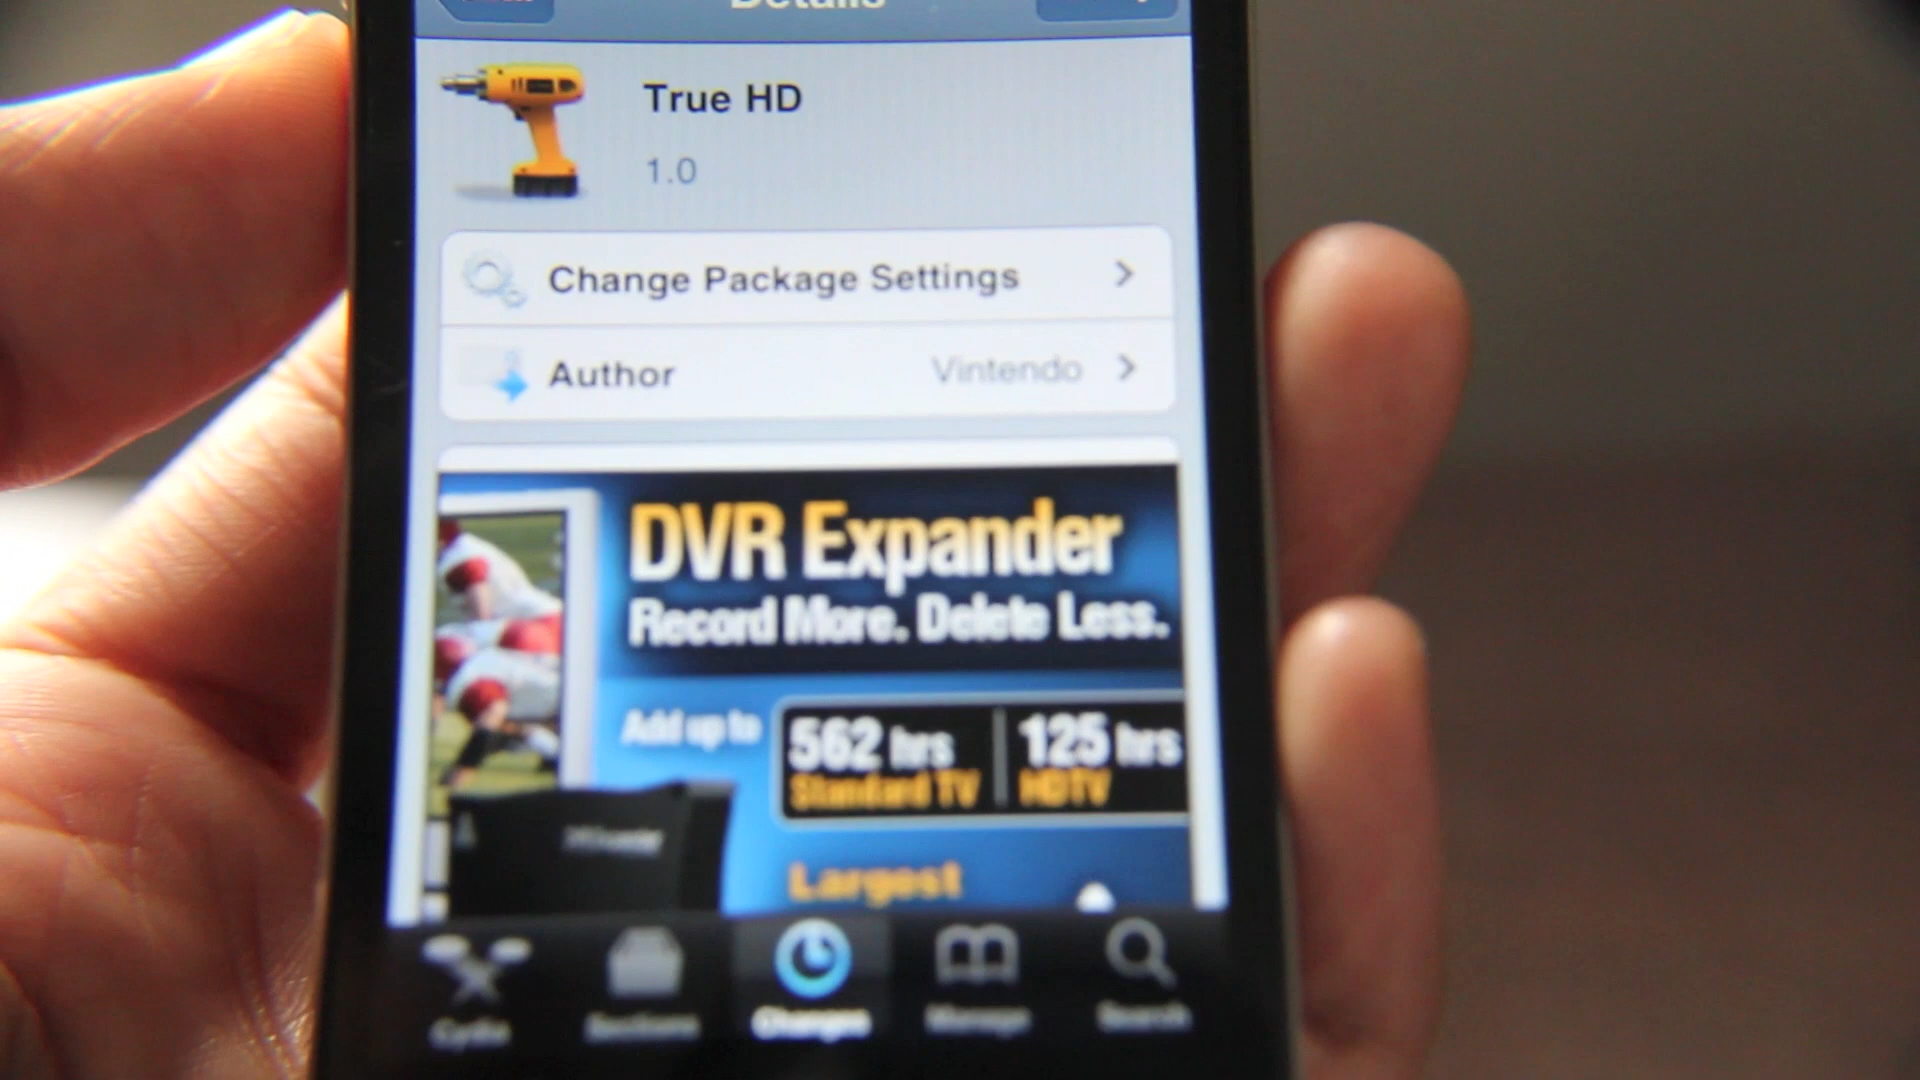 Details
True HD
1.0
Change Package Settings
Author Vintendo
DVR Expander
Record More. Delete Less.
Add up to
562 hrs
Standard TV
125 hrs
HDTV
Largest
Cydia
Sections
Changes
Manage
Search